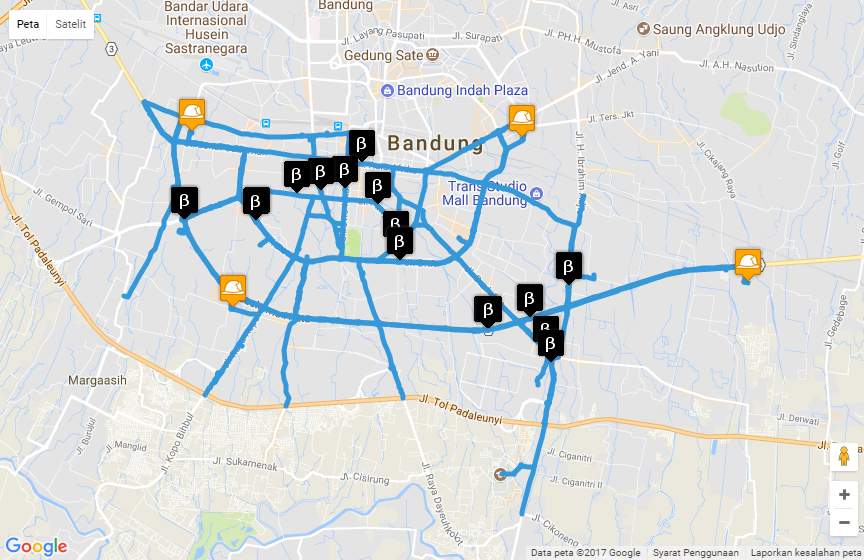 Peta
Satelit
Bandar Udara
Internasional
Husein
Sastranegara
Bandung
Jl. Layang Pasupati
Jl. Surapati
Gedung Sate
Jl. PH.H. Mustofa
Saung Angklung Udjo
Jl. Jend. A. Yani
Jl. A.H. Nasution
Jl. Sindanglaya
Bandung Indah Plaza
Jl. Ters. Jkt
Jl. Golf
Bandung
Jl. H. Ibrahim
Jl. Cikajang Raya
Trans Studio
Mall Bandung
Jl. Gempol Sari
Jl. Tol Padaleunyi
3
β
β
β
β
β
β
β
β
β
β
β
β
β
β
Jl. Gedebage
Margaasih
Jl. Burujul
Jl. Kopo Bihbul
Jl. Manglid
Jl. Sukamenak
Jl. Cisirung
Jl. Raya Dayeuhkolot
Jl. Tol Padaleunyi
Jl. Tol Pada
Jl. Derwati
Jl. Ciganitri
Jl. Ciganitri II
Jl. Cikoneng
+
−
Google
Data peta ©2017 Google
Syarat Penggunaan
Laporkan kesalahan peta